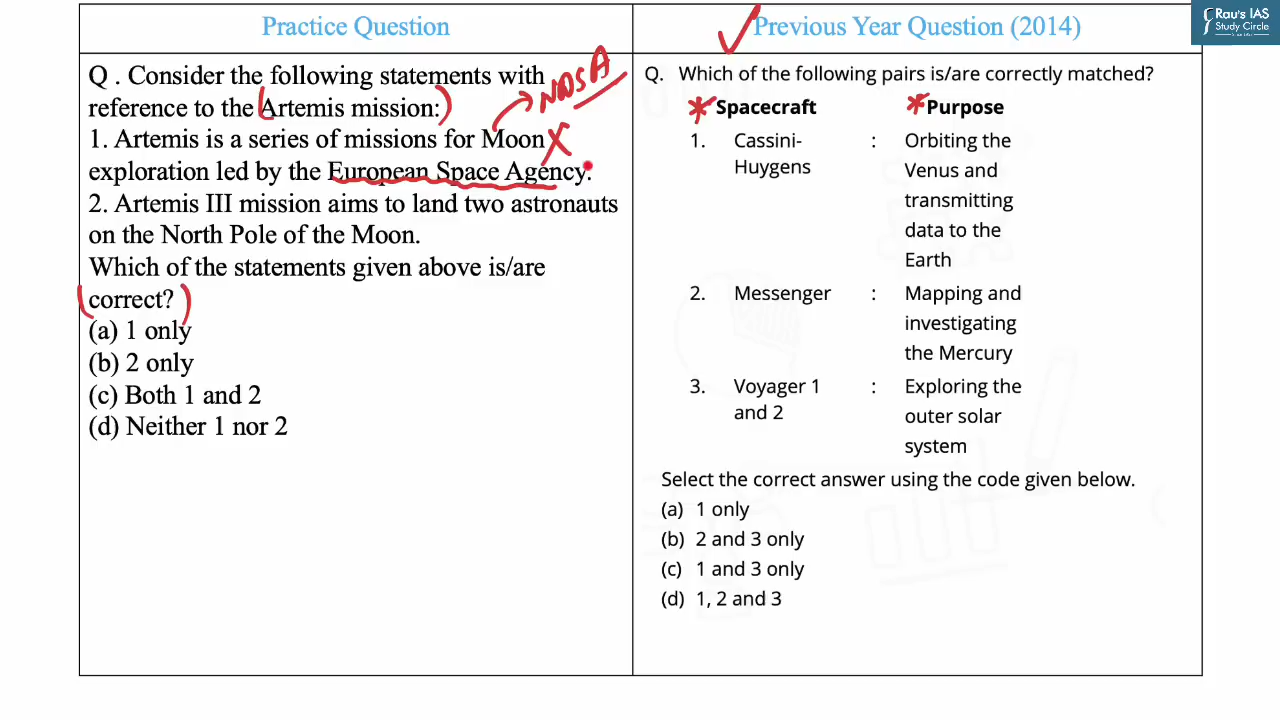 Practice Question
Q . Consider the following statements with
reference to the Artemis mission:
1. Artemis is a series of missions for Moon
exploration led by the European Space Agency.
2. Artemis III mission aims to land two astronauts
on the North Pole of the Moon.
Which of the statements given above is/are
correct?
(a) 1 only
(b) 2 only
(c) Both 1 and 2
(d) Neither 1 nor 2
NASA
X
Previous Year Question (2014)
Q. Which of the following pairs is/are correctly matched?
Spacecraft Purpose
1. Cassini- : Orbiting the
Huygens Venus and
transmitting
data to the
Earth
2. Messenger : Mapping and
investigating
the Mercury
3. Voyager 1 : Exploring the
and 2 outer solar
system
Select the correct answer using the code given below.
(a) 1 only
(b) 2 and 3 only
(c) 1 and 3 only
(d) 1, 2 and 3
Rau's IAS
Study Circle